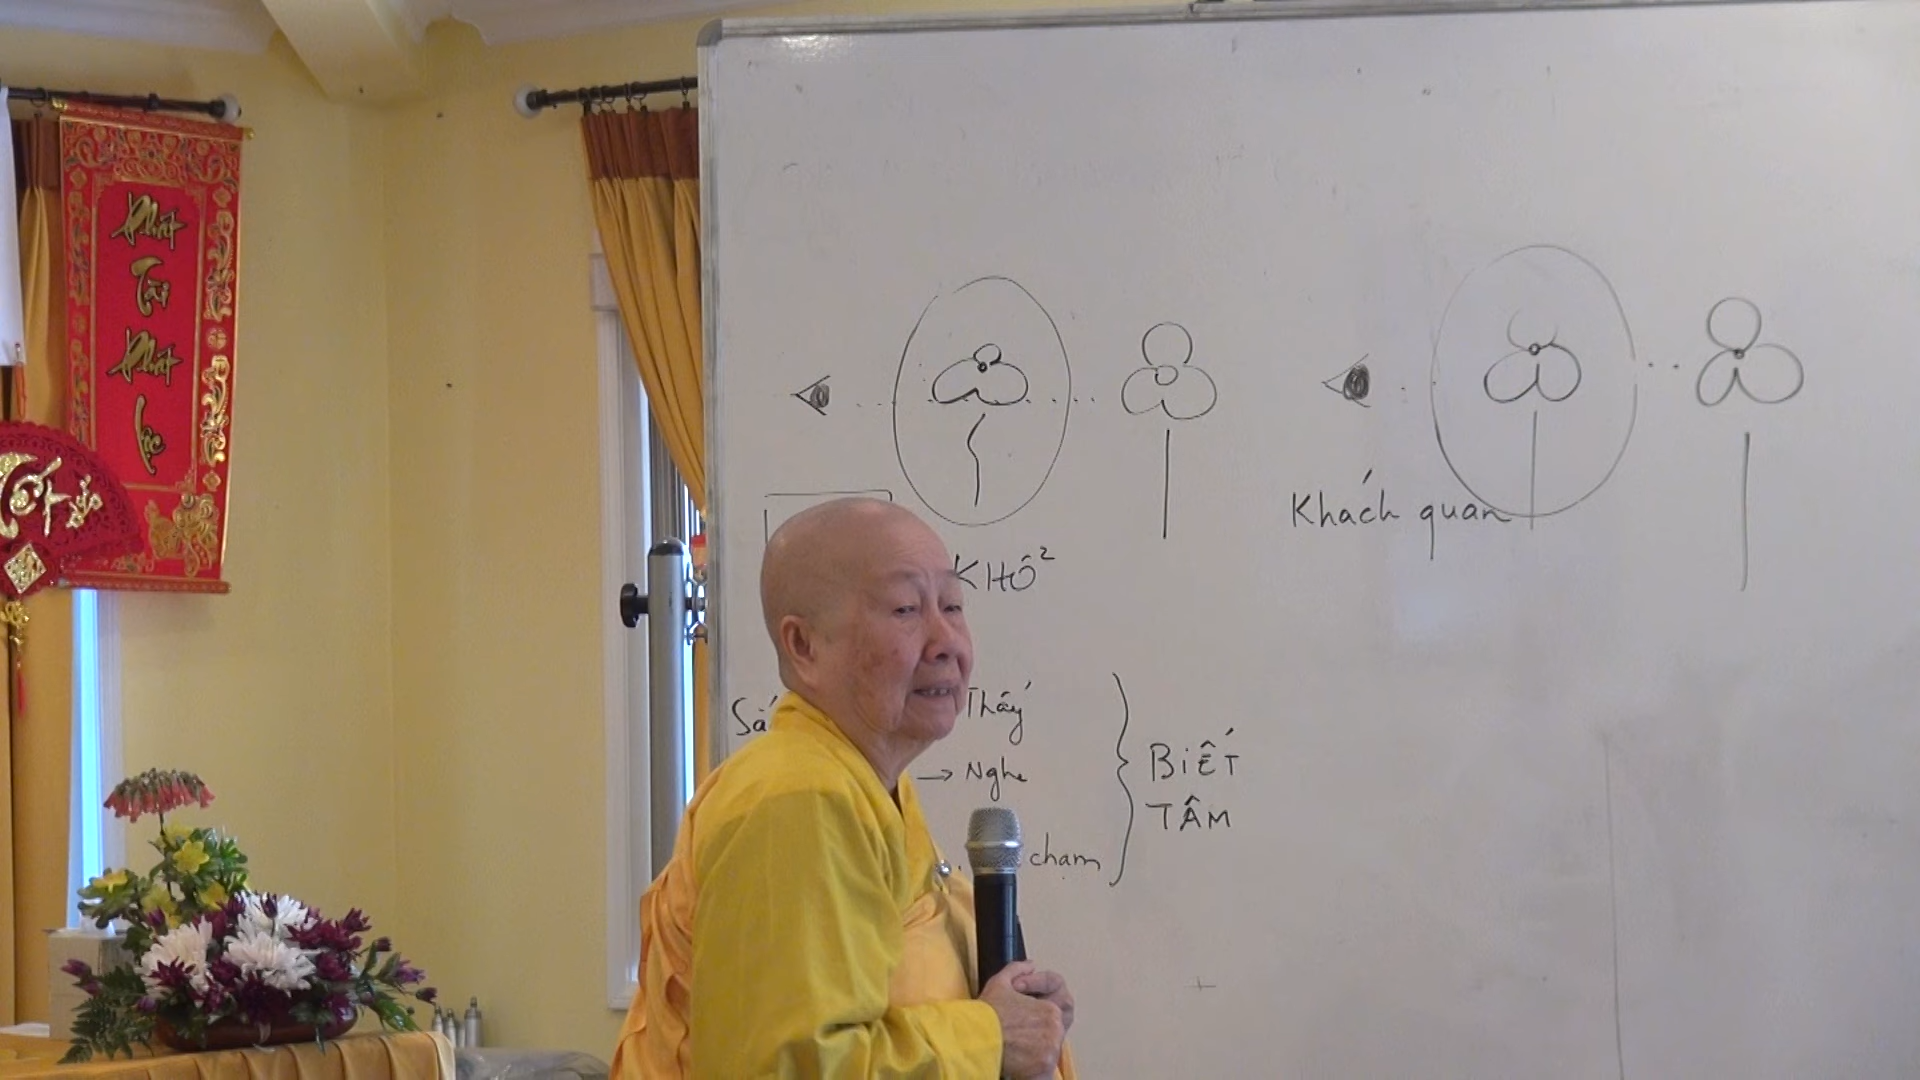 Phát
Tài
Phát
Lộc
Khách quan
KHỔ²
Thấy
→ Nghe
chạm
BIẾT
TÂM